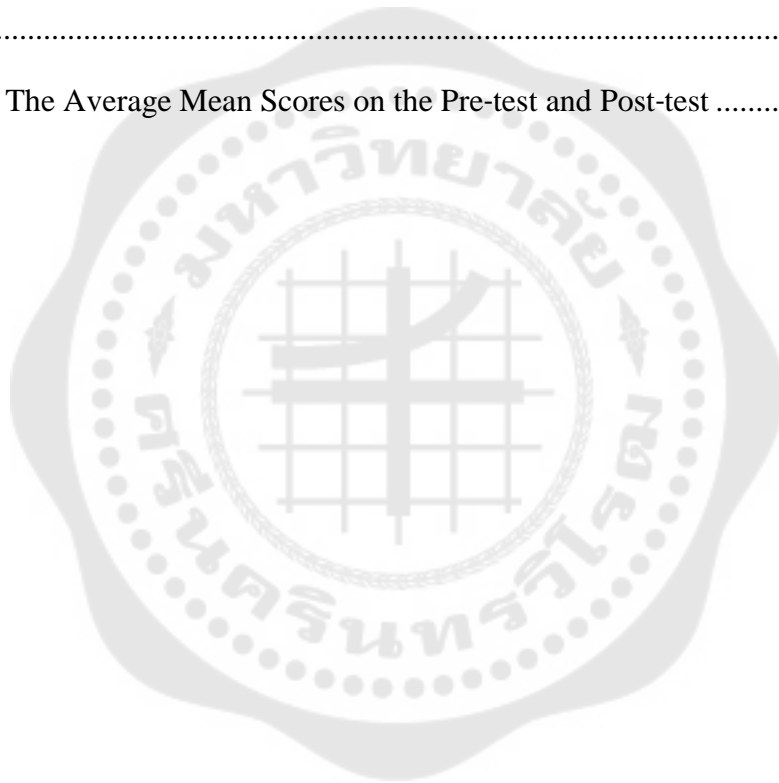 ................................................................................................
The Average Mean Scores on the Pre-test and Post-test ........
มหาวิทยาลัย
ศรีนครินทรวิโรฒ